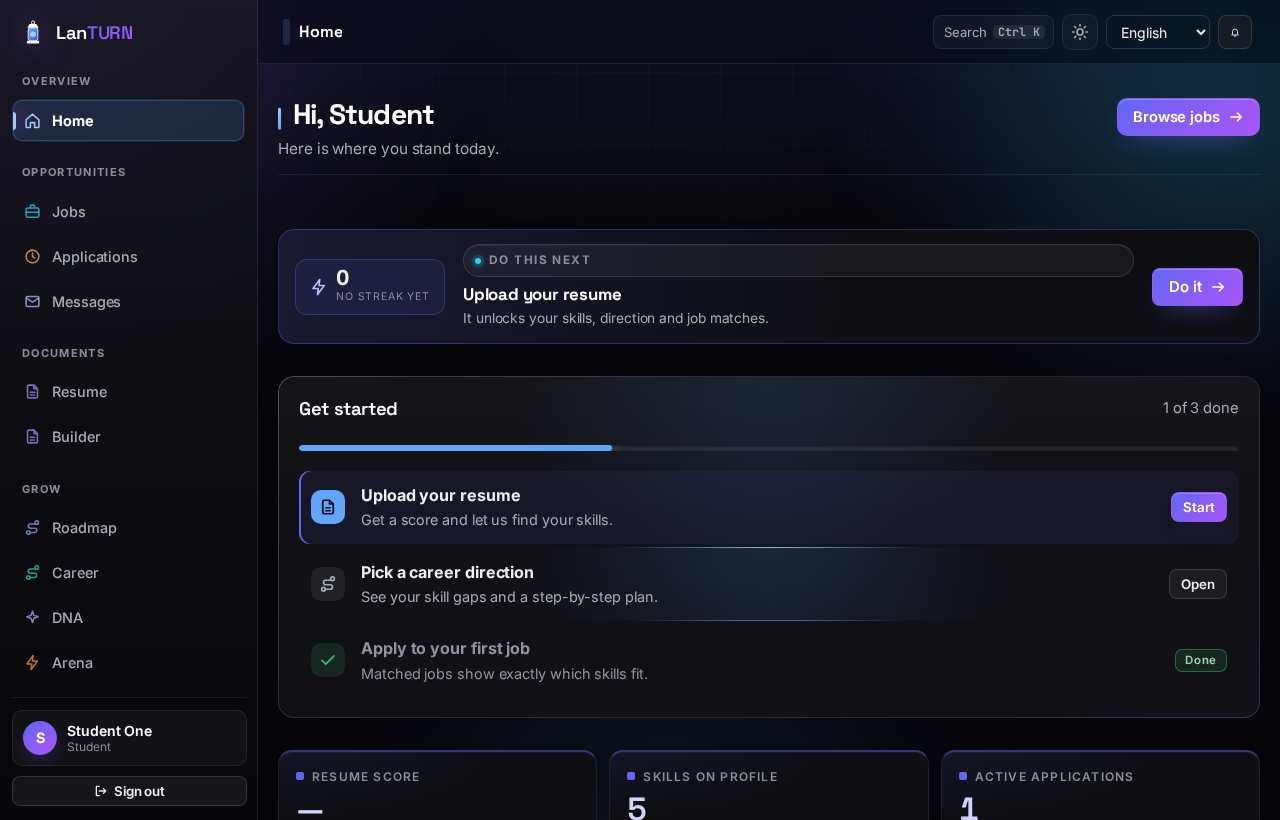 LanTURN
OVERVIEW
Home
OPPORTUNITIES
Jobs
Applications
Messages
DOCUMENTS
Resume
Builder
GROW
Roadmap
Career
DNA
Arena
S
Student One
Student
Sign out
Home
Search Ctrl K
English
Hi, Student
Here is where you stand today.
Browse jobs →
0
NO STREAK YET
DO THIS NEXT
Upload your resume
It unlocks your skills, direction and job matches.
Do it →
Get started
1 of 3 done
Upload your resume
Get a score and let us find your skills.
Start
Pick a career direction
See your skill gaps and a step-by-step plan.
Open
Apply to your first job
Matched jobs show exactly which skills fit.
Done
RESUME SCORE
—
SKILLS ON PROFILE
5
ACTIVE APPLICATIONS
1